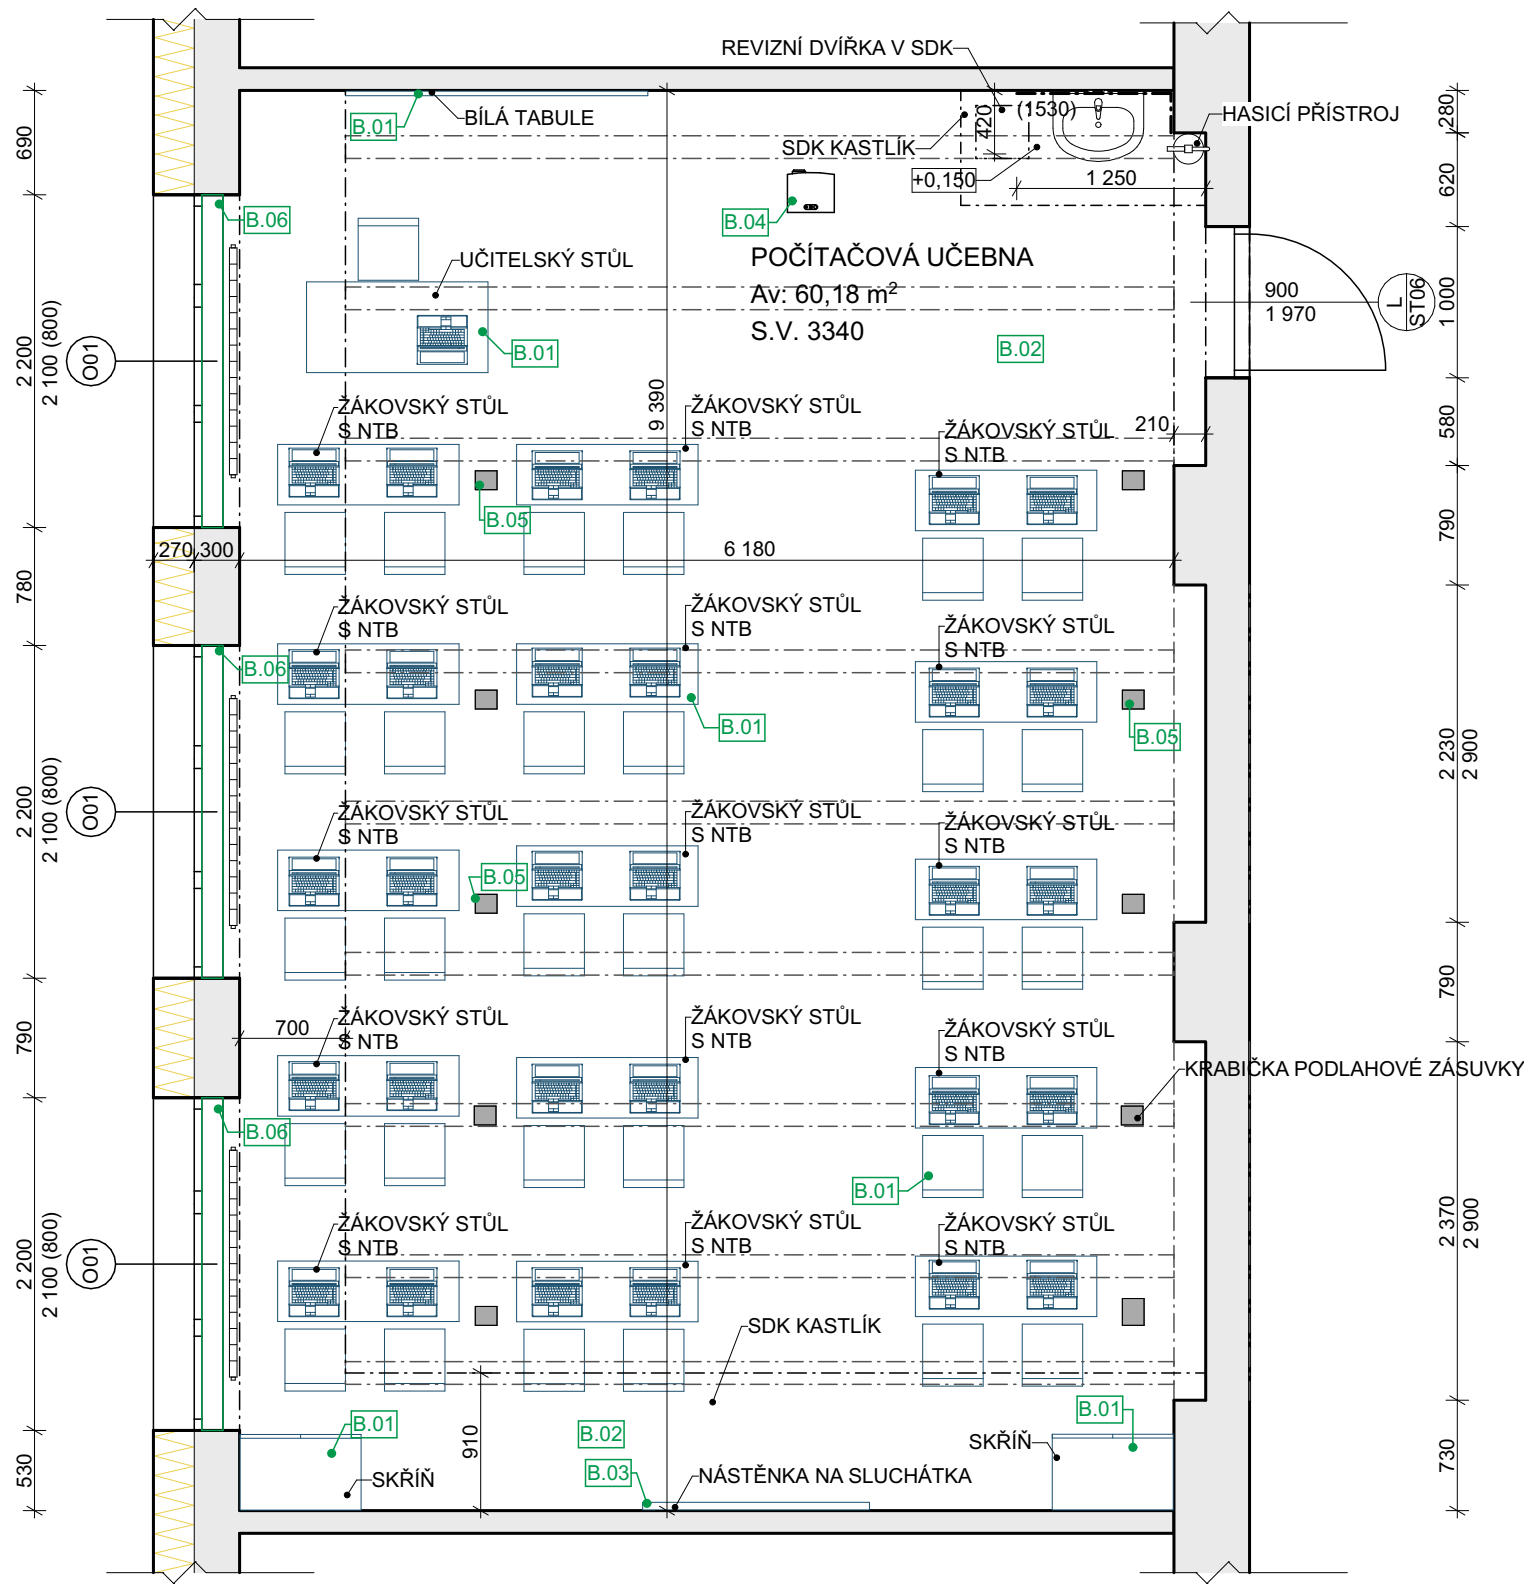 REVIZNÍ DVÍŘKA V SDK
BÍLÁ TABULE
B.01
(1530)
420
HASICÍ PŘÍSTROJ
SDK KASTLÍK
+0,150
1 250
280
690
620
B.06
B.04
UČITELSKÝ STŮL
POČÍTAČOVÁ UČEBNA
Av: 60,18 m²
S.V. 3340
900
1 970
L
ST06
1 000
B.01
B.02
O01
2 200
2 100 (800)
9 390
ŽÁKOVSKÝ STŮL
S NTB
ŽÁKOVSKÝ STŮL
S NTB
ŽÁKOVSKÝ STŮL
S NTB
210
580
B.05
270
300
6 180
790
780
ŽÁKOVSKÝ STŮL
S NTB
ŽÁKOVSKÝ STŮL
S NTB
ŽÁKOVSKÝ STŮL
S NTB
B.06
B.01
B.05
2 230
2 900
O01
2 200
2 100 (800)
ŽÁKOVSKÝ STŮL
S NTB
ŽÁKOVSKÝ STŮL
S NTB
ŽÁKOVSKÝ STŮL
S NTB
B.05
790
790
700
ŽÁKOVSKÝ STŮL
S NTB
ŽÁKOVSKÝ STŮL
S NTB
ŽÁKOVSKÝ STŮL
S NTB
KRABIČKA PODLAHOVÉ ZÁSUVKY
B.06
B.01
2 370
2 900
O01
2 200
2 100 (800)
ŽÁKOVSKÝ STŮL
S NTB
ŽÁKOVSKÝ STŮL
S NTB
ŽÁKOVSKÝ STŮL
S NTB
SDK KASTLÍK
B.01
910
B.02
B.01
SKŘÍŇ
530
730
SKŘÍŇ
B.03
NÁSTĚNKA NA SLUCHÁTKA